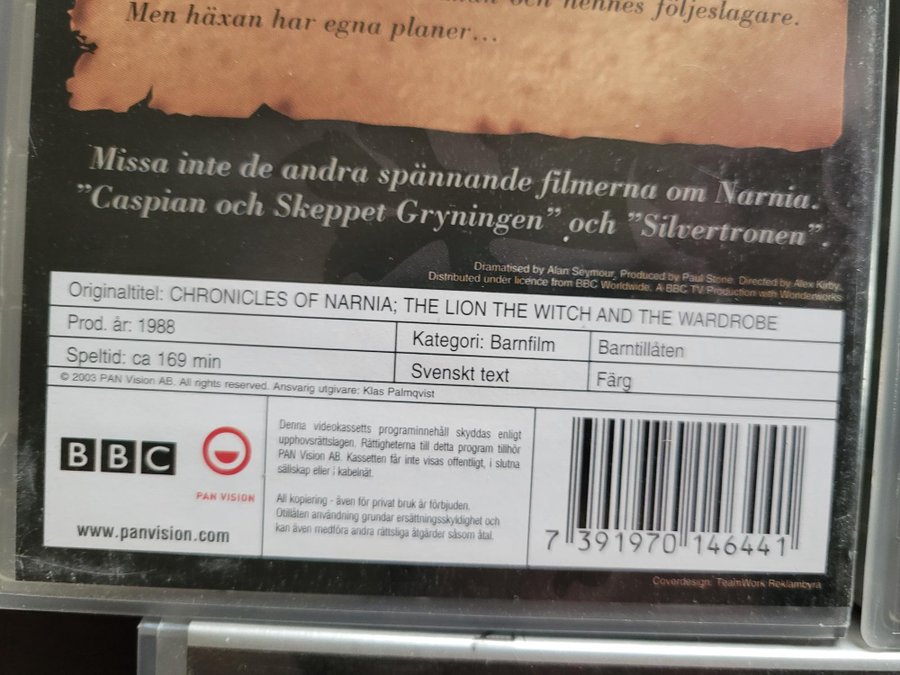 och hennes följeslagare.
Men häxan har egna planer...
Missa inte de andra spännande filmerna om Narnia.
"Caspian och Skeppet Gryningen" och "Silvertronen".
Dramatised by Alan Seymour, Produced by Paul Stone. Directed by Alex Kirby.
Distributed under licence from BBC Worldwide. A BBC TV Production with Wonderworks
Originaltitel: CHRONICLES OF NARNIA; THE LION THE WITCH AND THE WARDROBE
Prod. år: 1988
Kategori: Barnfilm
Barntillåten
Speltid: ca 169 min
Svenskt text
Färg
© 2003 PAN Vision AB. All rights reserved. Ansvarig utgivare: Klas Palmqvist
BBC
PAN VISION
www.panvision.com
Denna videokassetts programinnehåll skyddas enligt
upphovsrättslagen. Rättigheterna till detta program tillhör
PAN Vision AB. Kassetten får inte visas offentligt, i slutna
sällskap eller i kabelnät.
All kopiering - även för privat bruk är förbjuden.
Otillåten användning grundar ersättningsskyldighet och
kan även medföra andra rättsliga åtgärder såsom åtal.
7 391970 146441
Coverdesign: TeamWork Reklambyrå